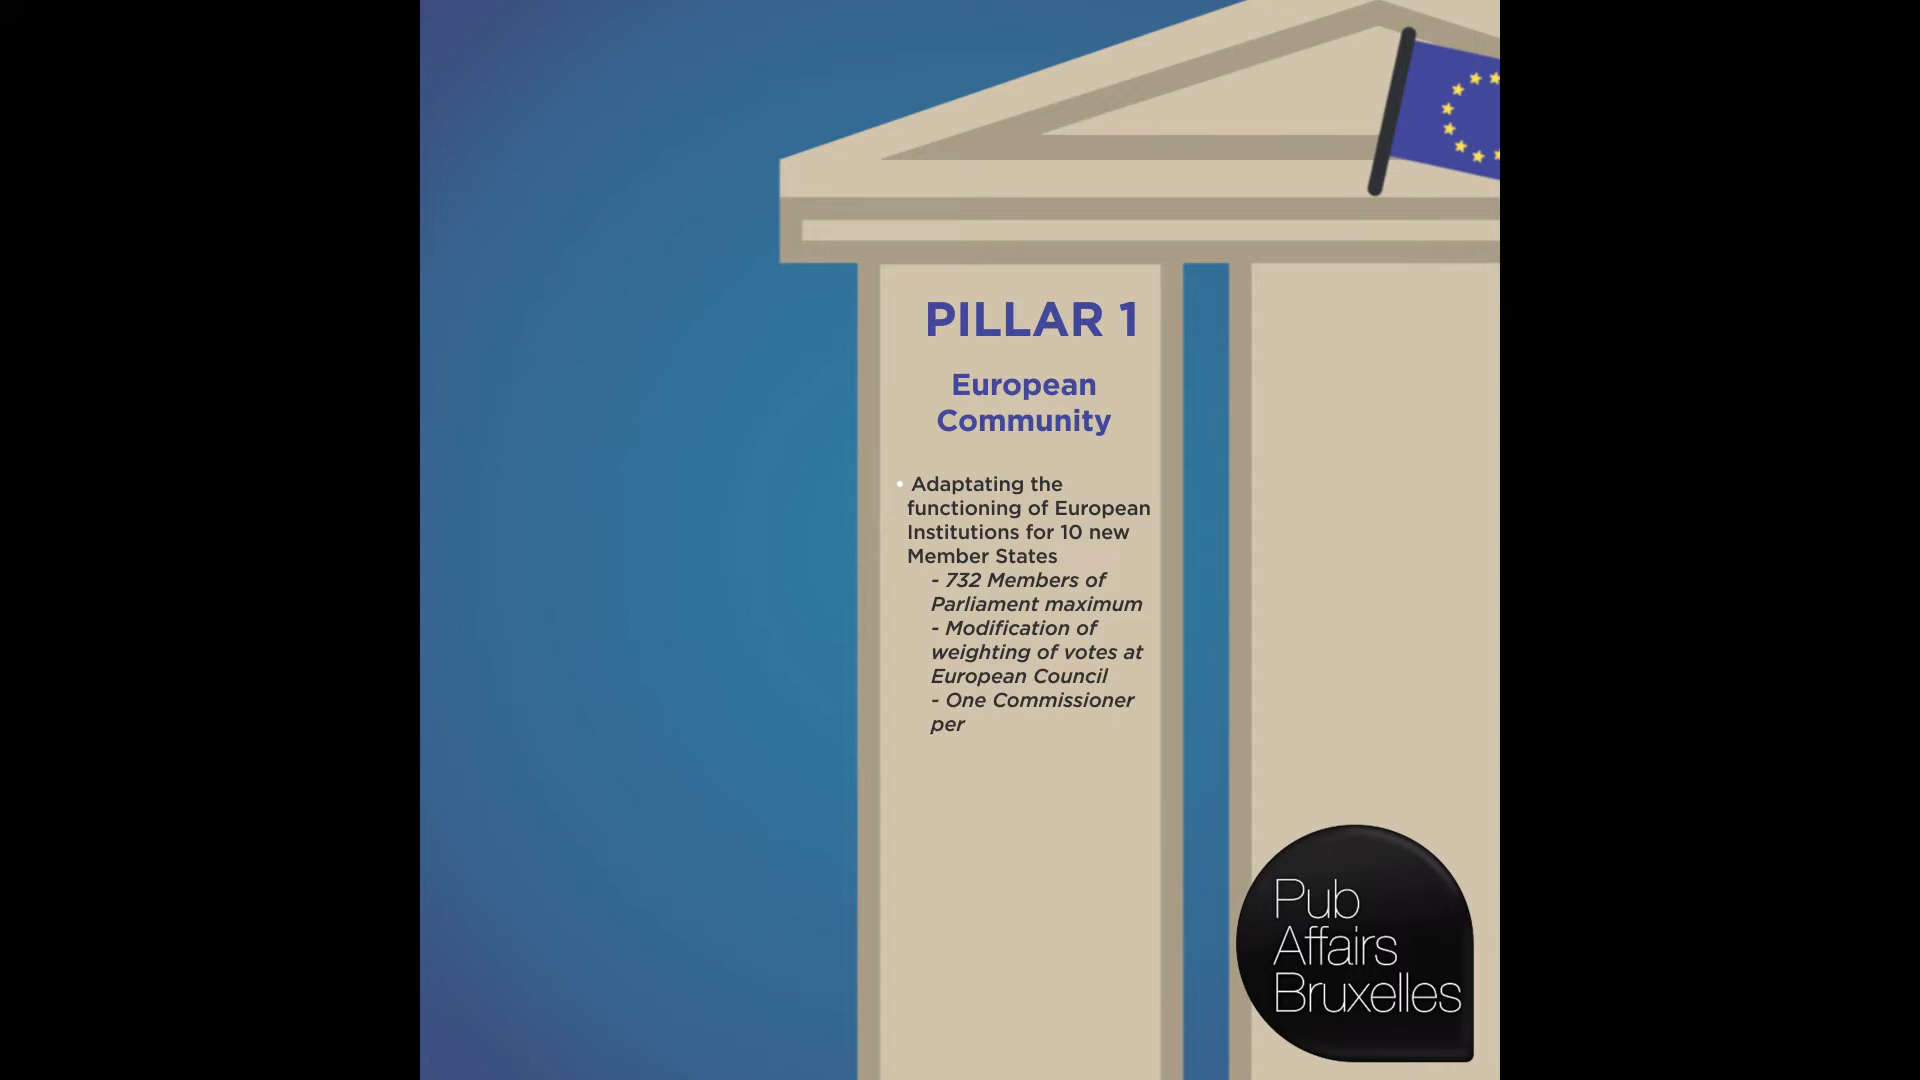 PILLAR 1
European
Community
• Adaptating the
functioning of European
Institutions for 10 new
Member States
- 732 Members of
Parliament maximum
- Modification of
weighting of votes at
European Council
- One Commissioner
per
Pub
Affairs
Bruxelles